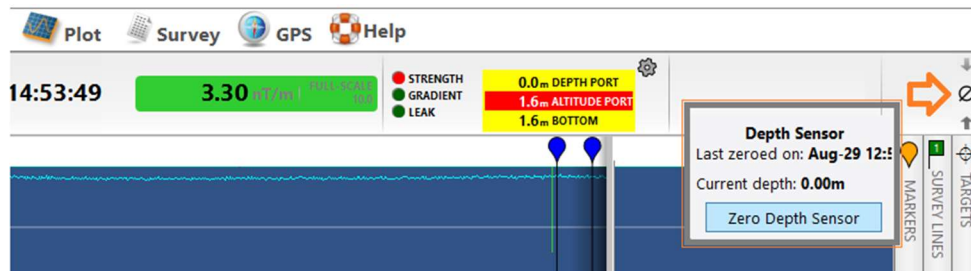 Plot Survey GPS Help
14:53:49
3.30 nT/m
FULL-SCALE
10.0
STRENGTH
GRADIENT
LEAK
0.0m DEPTH PORT
1.6m ALTITUDE PORT
1.6m BOTTOM
Depth Sensor
Last zeroed on: Aug-29 12:5
Current depth: 0.00m
Zero Depth Sensor
MARKERS
1
SURVEY LINES
TARGETS